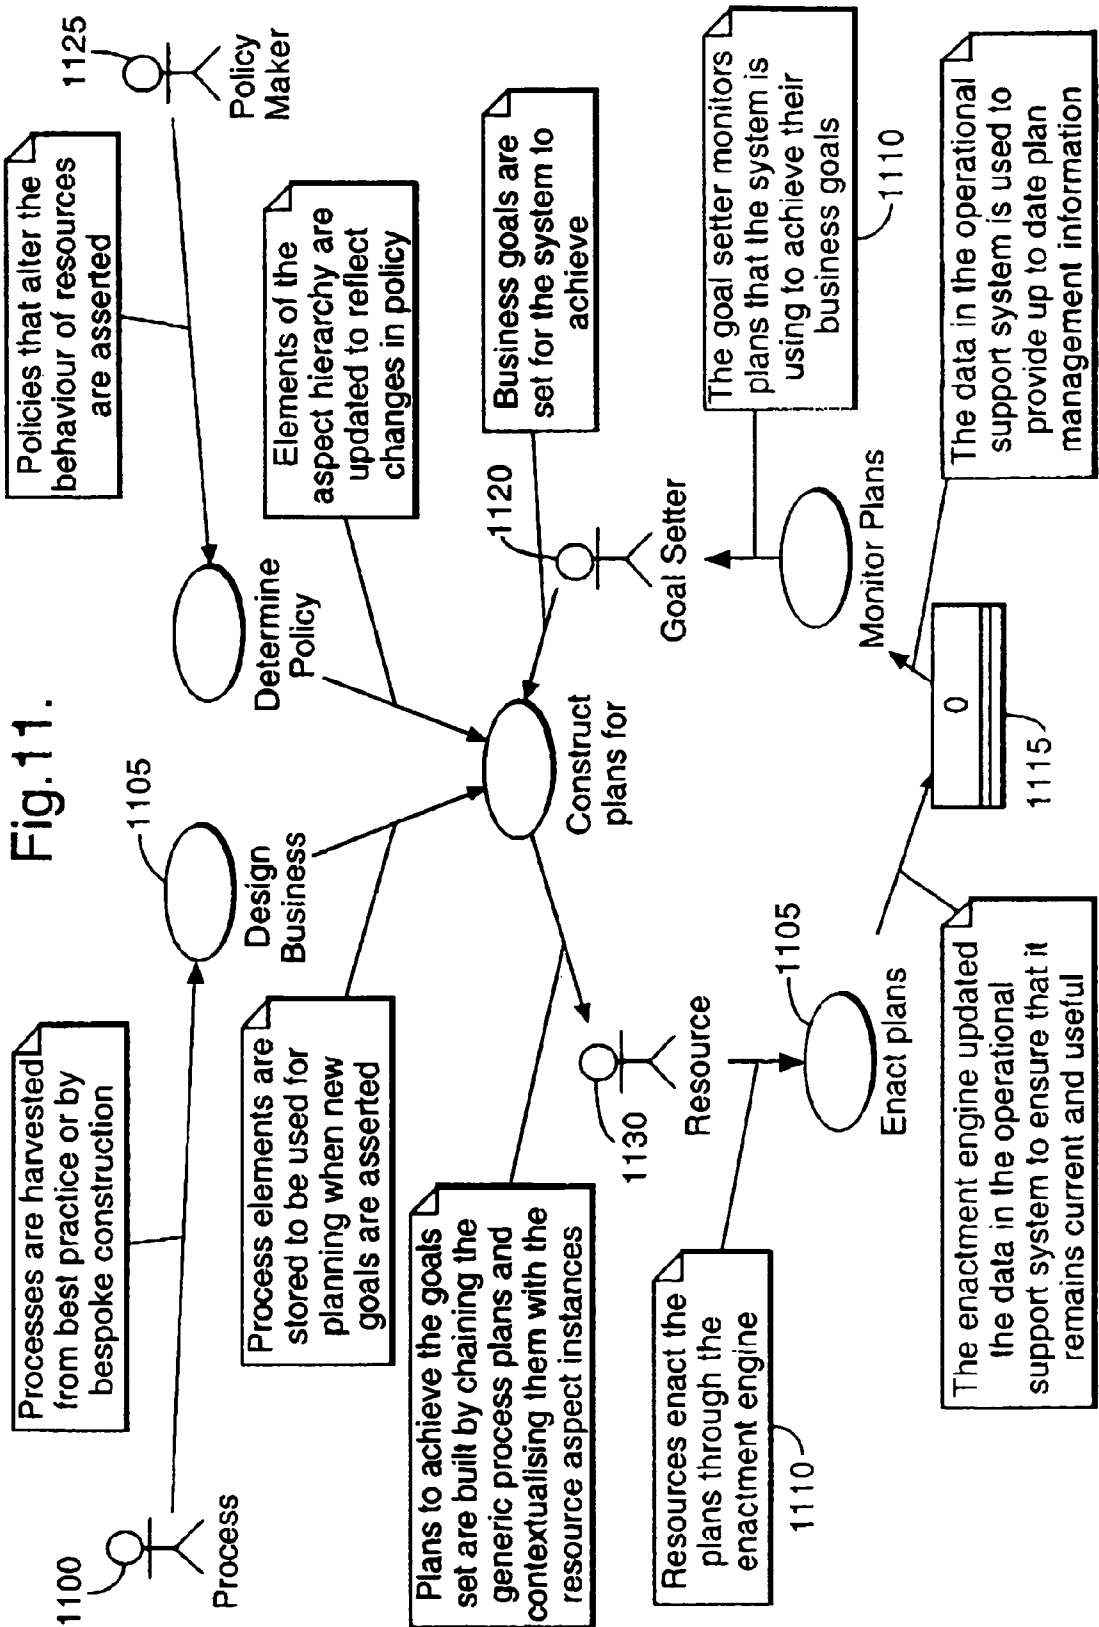 Fig.11.
1100
Process
Processes are harvested
from best practice or by
bespoke construction
1105
Design
Business
Policies that alter the
behaviour of resources
are asserted
1125
Policy
Maker
Determine
Policy
Process elements are
stored to be used for
planning when new
goals are asserted
Elements of the
aspect hierarchy are
updated to reflect
changes in policy
Plans to achieve the goals
set are built by chaining the
generic process plans and
contextualising them with the
resource aspect instances
Construct
plans for
Business goals are
set for the system to
achieve
1120
Goal Setter
1130
Resource
Resources enact the
plans through the
enactment engine
1110
1105
Enact plans
The goal setter monitors
plans that the system is
using to achieve their
business goals
1110
Monitor Plans
The enactment engine updated
the data in the operational
support system to ensure that it
remains current and useful
0
1115
The data in the operational
support system is used to
provide up to date plan
management information